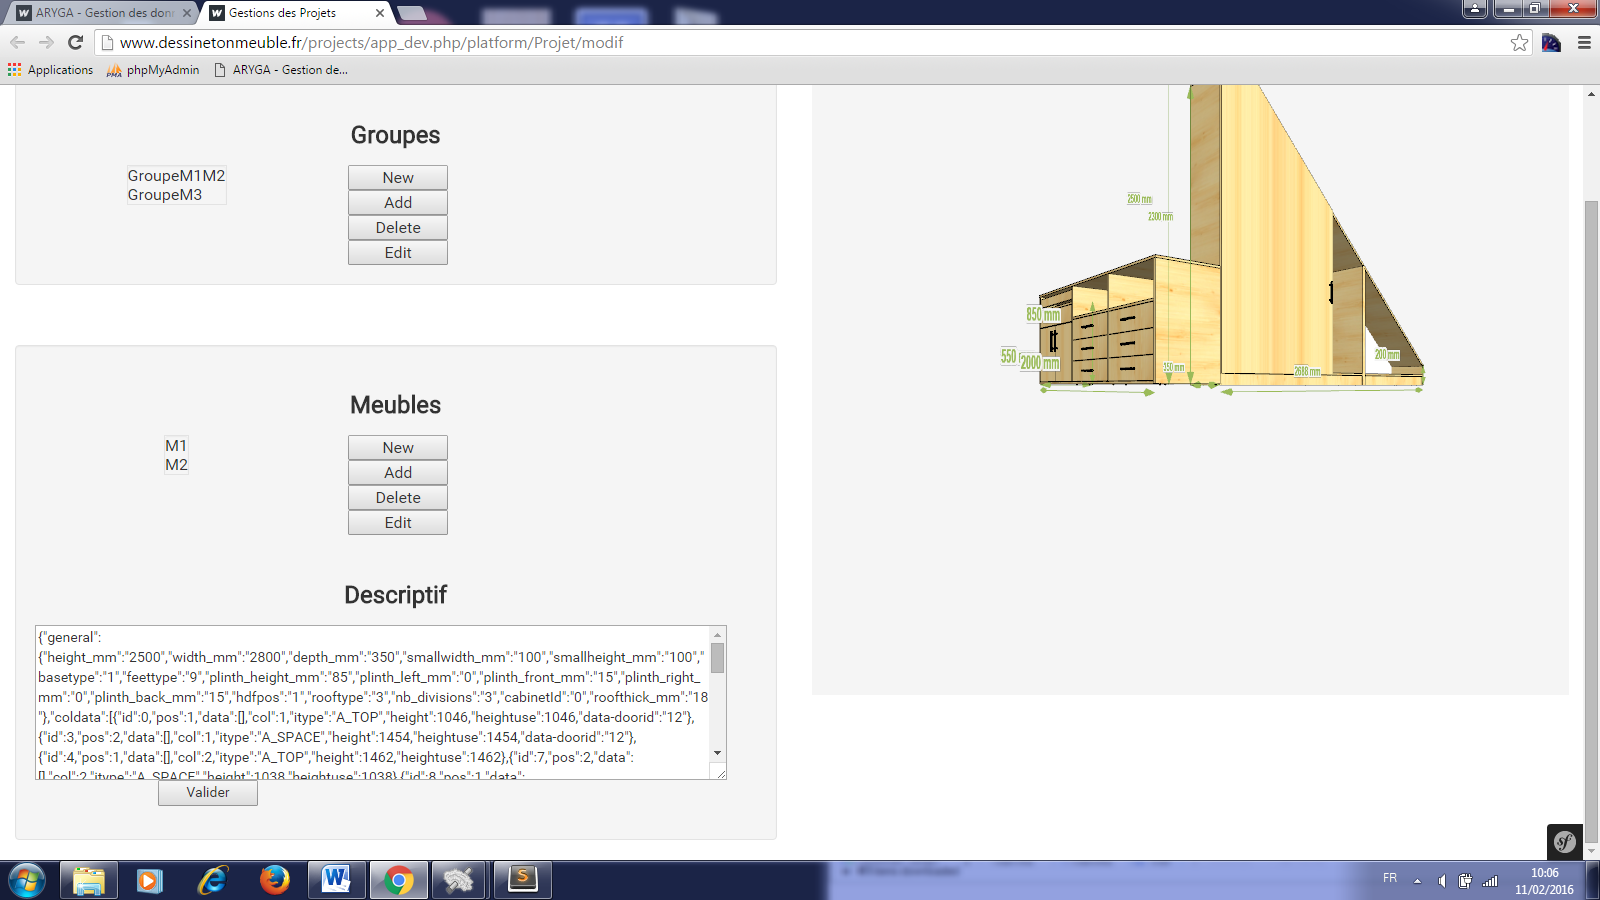 ARYGA - Gestion des don
Gestions des Projets
www.dessinetonmeuble.fr/projects/app_dev.php/platform/Projet/modif
Applications
phpMyAdmin
ARYGA - Gestion de...
Groupes
GroupeM1M2
GroupeM3
New
Add
Delete
Edit
Meubles
M1
M2
New
Add
Delete
Edit
Descriptif
{"general":
{"height_mm":"2500","width_mm":"2800","depth_mm":"350","smallwidth_mm":"100","smallheight_mm":"100","
basetype":"1","feettype":"9","plinth_height_mm":"85","plinth_left_mm":"0","plinth_front_mm":"15","plinth_right_
mm":"0","plinth_back_mm":"15","hdfpos":"1","rooftype":"3","nb_divisions":"3","cabinetId":"0","roofthick_mm":"18
"},"coldata":[{"id":0,"pos":1,"data":[],"col":1,"itype":"A_TOP","height":1046,"heightuse":1046,"data-doorid":"12"},
{"id":3,"pos":2,"data":[],"col":1,"itype":"A_SPACE","height":1454,"heightuse":1454,"data-doorid":"12"},
{"id":4,"pos":1,"data":[],"col":2,"itype":"A_TOP","height":1462,"heightuse":1462},{"id":7,"pos":2,"data":
[],"col":2,"itype":"A_SPACE","height":1038,"heightuse":1038},{"id":8,"pos":1,"data":
Valider
2500 mm
2300 mm
850 mm
550
2000 mm
350 mm
2688 mm
200 mm
sf
FR
10:06
11/02/2016